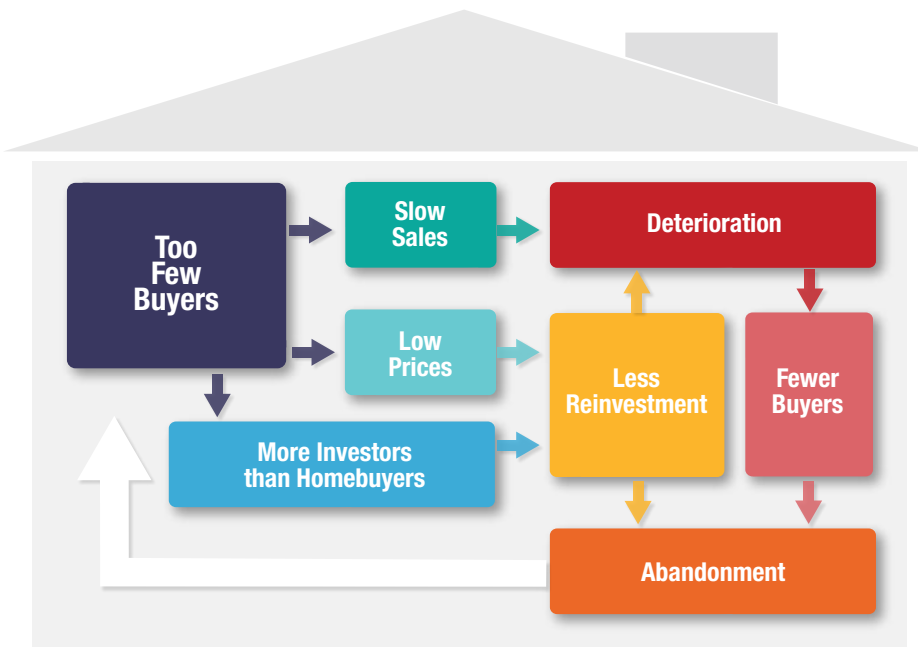 Too
Few
Buyers
Slow
Sales
Deterioration
Low
Prices
Less
Reinvestment
Fewer
Buyers
More Investors
than Homebuyers
Abandonment